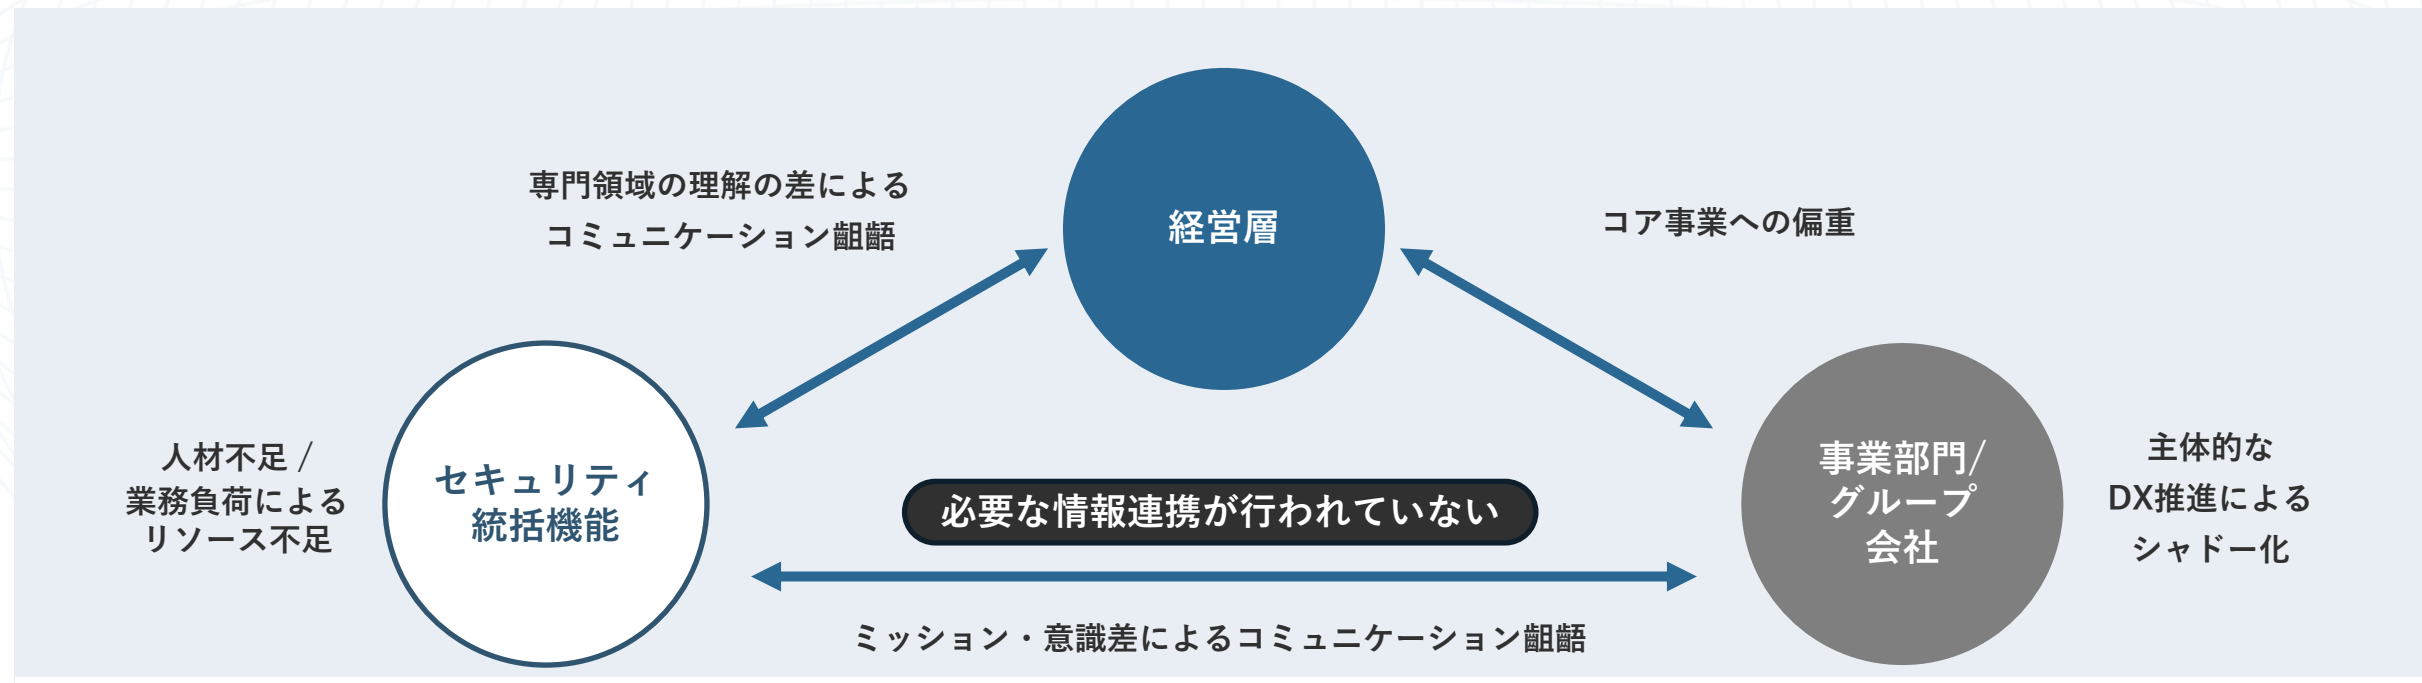 専門領域の理解の差による
コミュニケーション齟齬
経営層
コア事業への偏重
人材不足 /
業務負荷による
リソース不足
セキュリティ
統括機能
必要な情報連携が行われていない
事業部門/
グループ
会社
主体的な
DX推進による
シャドー化
ミッション・意識差によるコミュニケーション齟齬